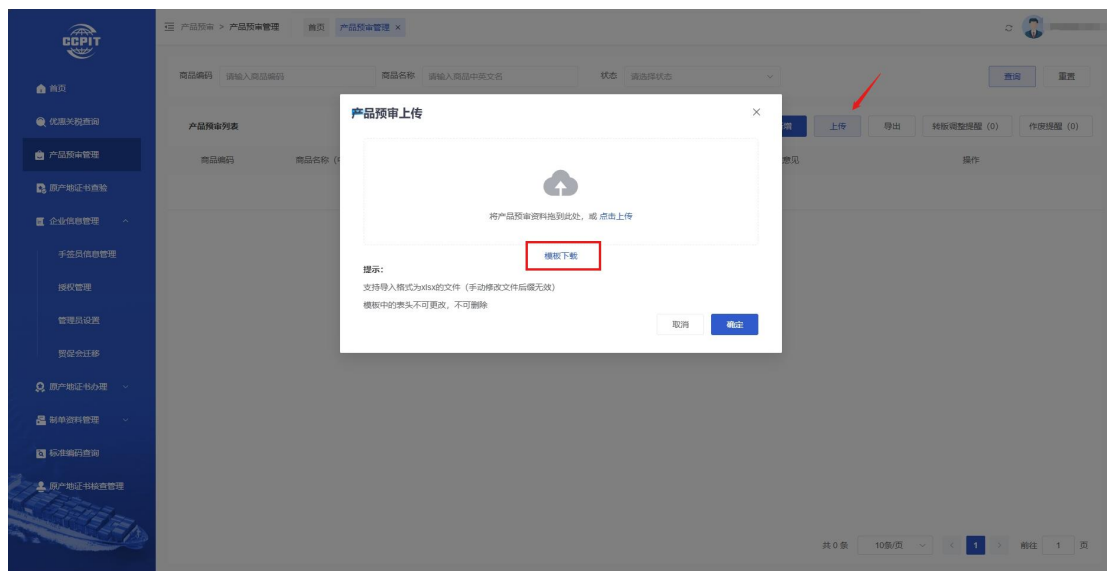 CCPIT
首页
优惠关税查询
产品预审管理
原产地证书查验
企业信息管理
手签员信息管理
授权管理
管理员设置
贸促会迁移
原产地证书办理
制单资料管理
标准编码查询
原产地证书核查管理
产品预审 > 产品预审管理 首页 产品预审管理 ×
商品编码 请输入商品编码 商品名称 请输入商品中英文名 状态 请选择状态 查询 重置
产品预审列表 增 上传 导出 转版调整提醒 (0) 作废提醒 (0)
商品编码 商品名称 ( 意见 操作
产品预审上传
将产品预审资料拖到此处，或 点击上传
模板下载
提示：
支持导入格式为xlsx的文件（手动修改文件后缀无效）
模板中的表头不可更改，不可删除
取消 确定
共 0 条 10条/页 < 1 > 前往 1 页